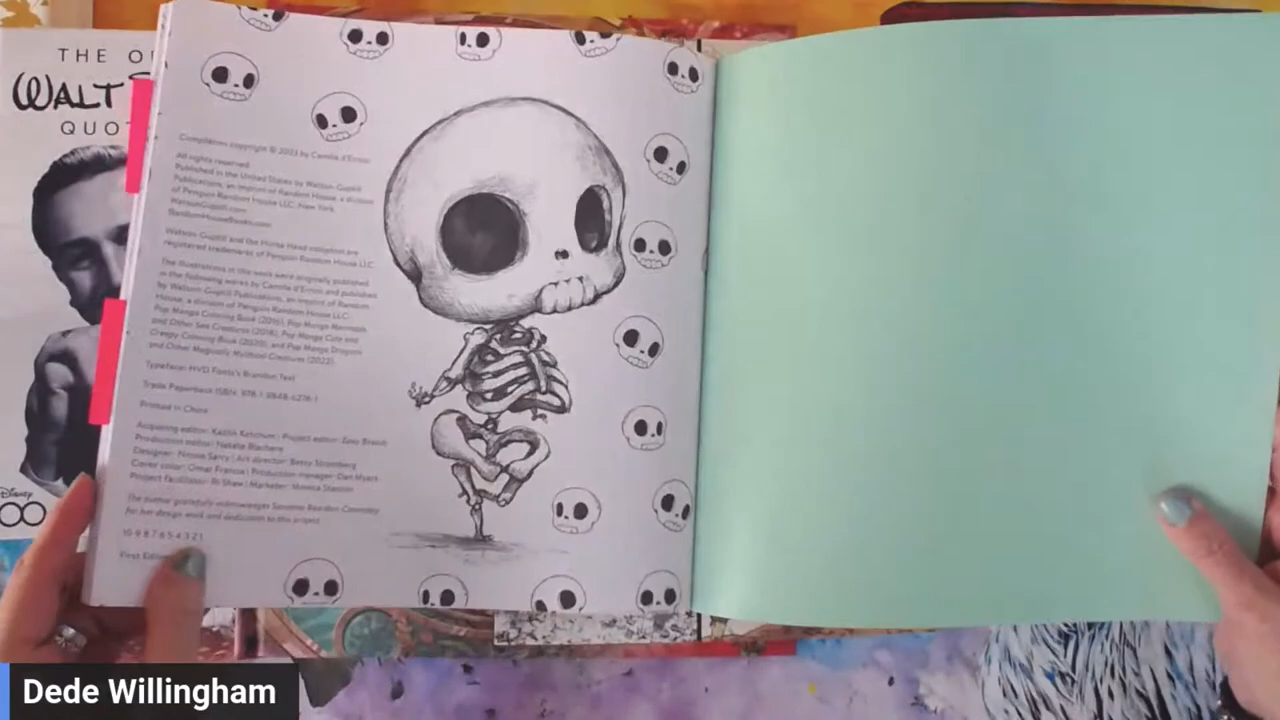 THE O
WALT
QUO
Disney
100
Compilation copyright © 2023 by Camilla d'Errico
All rights reserved.
Published in the United States by Watson-Guptill
Publications, an imprint of Random House, a division
of Penguin Random House LLC, New York.
WatsonGuptill.com
RandomHouseBooks.com
Watson-Guptill and the Horse Head colophon are
registered trademarks of Penguin Random House LLC.
The illustrations in this work were originally published
in the following works by Camilla d'Errico and published
by Watson-Guptill Publications, an imprint of Random
House, a division of Penguin Random House LLC:
Pop Manga Coloring Book (2016), Pop Manga Mermaids
and Other Sea Creatures (2018), Pop Manga Cute and
Creepy Coloring Book (2020), and Pop Manga Dragons
and Other Magically Mythical Creatures (2022).
Typeface: HVD Fonts's Brandon Text
Trade Paperback ISBN: 978-1-9848-6276-1
Printed in China
Acquiring editor: Kaitlin Ketchum | Project editor: Zoey Brandt
Production editor: Natalie Blachere
Designer: Nicole Sarry | Art director: Betsy Stromberg
Cover color: Omar Francia | Production manager: Dan Myers
Project Facilitator: Ri Shaw | Marketer: Monica Stanton
The author gratefully acknowledges
for her design work and dedication to this project.
10 9 8 7 6 5 4 3 2 1
First Edition
Dede Willingham